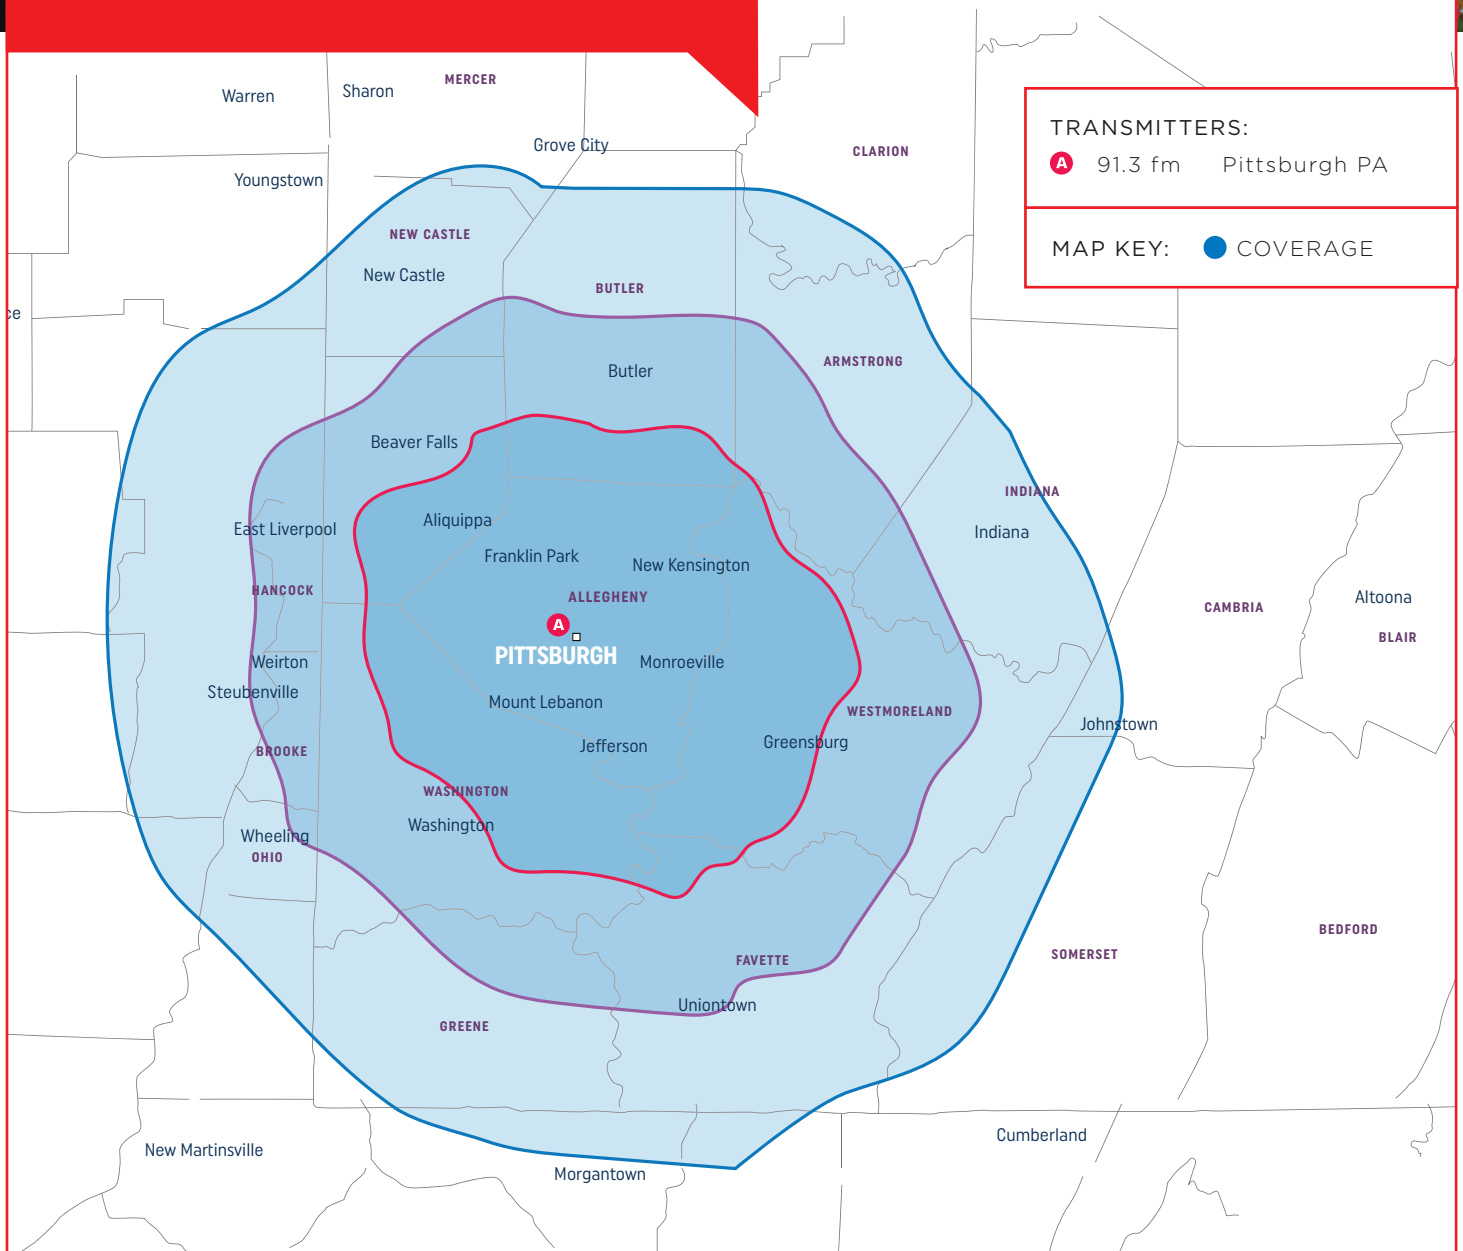 MERCER
Sharon
Warren
TRANSMITTERS:
Grove City
CLARION
A 91.3 fm Pittsburgh PA
Youngstown
NEW CASTLE
MAP KEY: COVERAGE
New Castle
BUTLER
ce
ARMSTRONG
Butler
Beaver Falls
INDIANA
Aliquippa
East Liverpool
Indiana
Franklin Park
New Kensington
HANCOCK
ALLEGHENY
Altoona
CAMBRIA
A
BLAIR
PITTSBURGH
Weirton
Monroeville
Steubenville
Mount Lebanon
WESTMORELAND
Johnstown
Greensburg
Jefferson
BROOKE
WASHINGTON
Washington
Wheeling
OHIO
BEDFORD
SOMERSET
FAVETTE
Uniontown
GREENE
Cumberland
New Martinsville
Morgantown